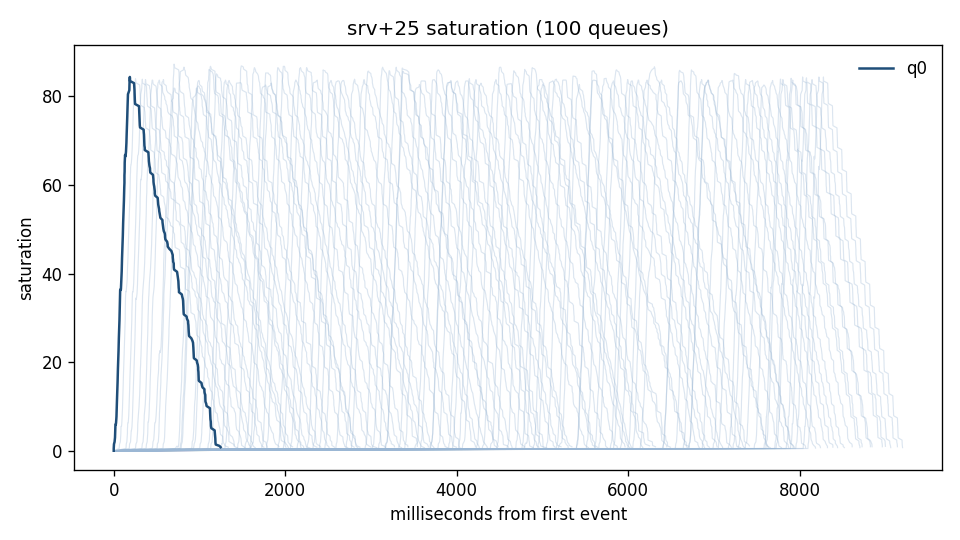 srv+25 saturation (100 queues)
q0
saturation
80
60
40
20
0
0 2000 4000 6000 8000
milliseconds from first event